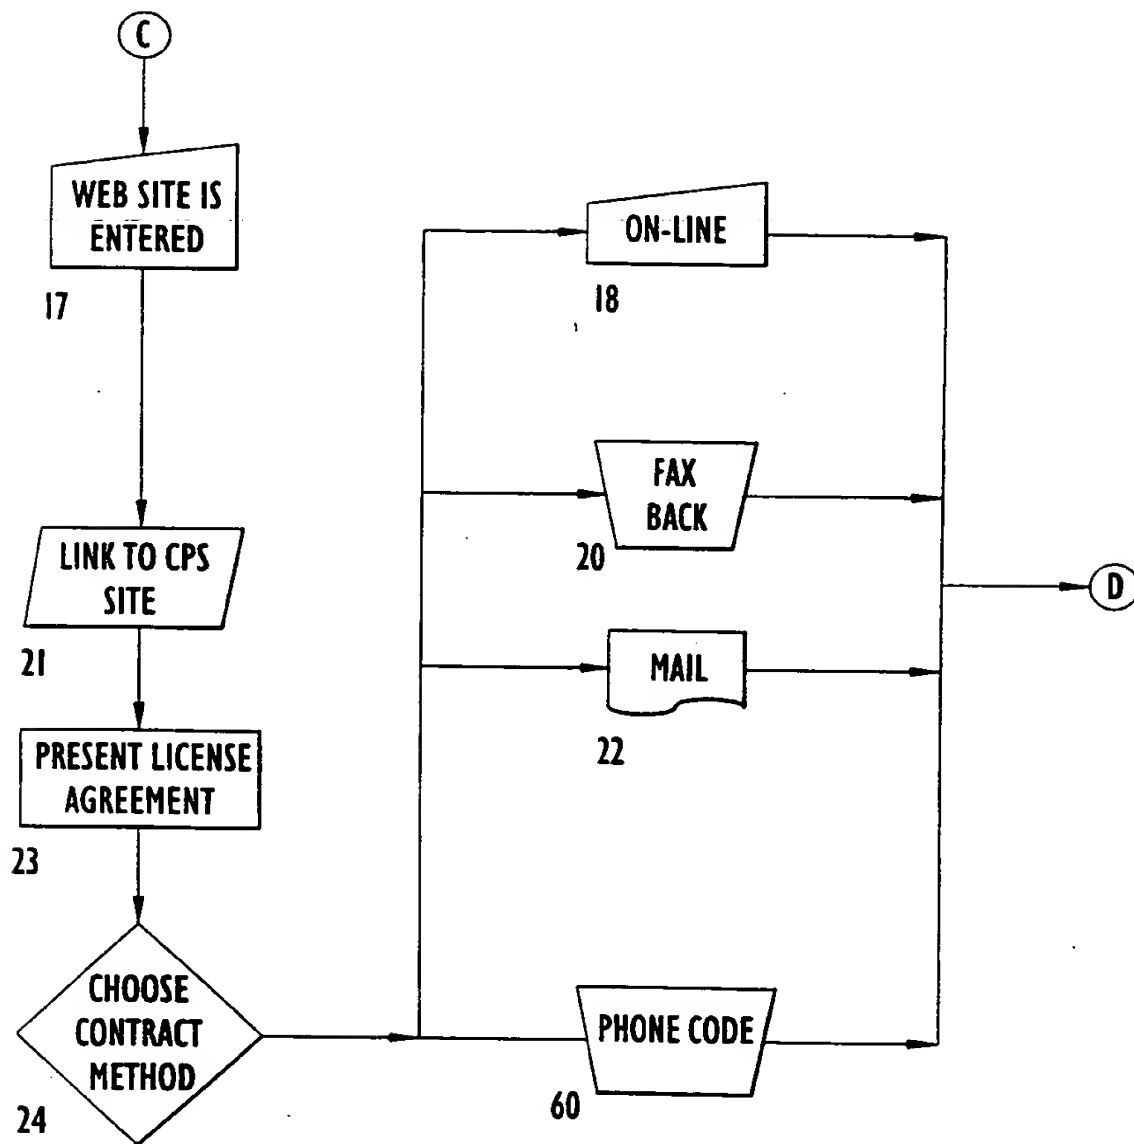 C
WEB SITE IS
ENTERED
17
LINK TO CPS
SITE
21
PRESENT LICENSE
AGREEMENT
23
CHOOSE
CONTRACT
METHOD
24
ON-LINE
18
FAX
BACK
20
MAIL
22
PHONE CODE
60
D